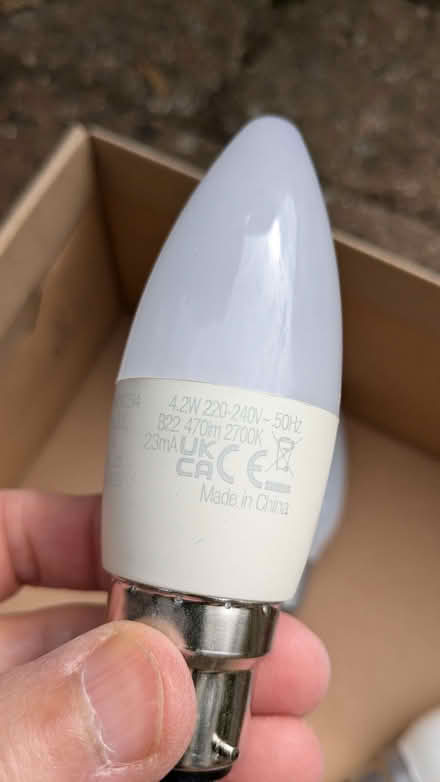 4.2W 220-240V~ 50Hz
B22 470lm 2700K
23mA UK CA CE
Made in China